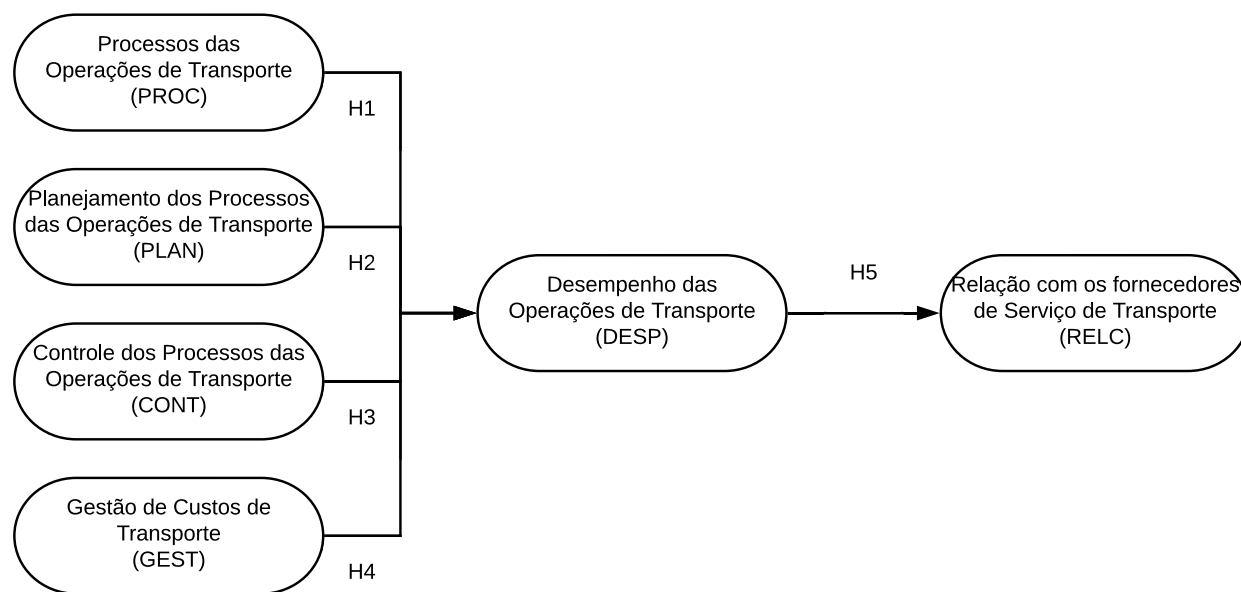 Processos das
Operações de Transporte
(PROC)
H1
Planejamento dos Processos
das Operações de Transporte
(PLAN)
H2
Controle dos Processos das
Operações de Transporte
(CONT)
H3
Gestão de Custos de
Transporte
(GEST)
H4
Desempenho das
Operações de Transporte
(DESP)
H5
Relação com os fornecedores
de Serviço de Transporte
(RELC)